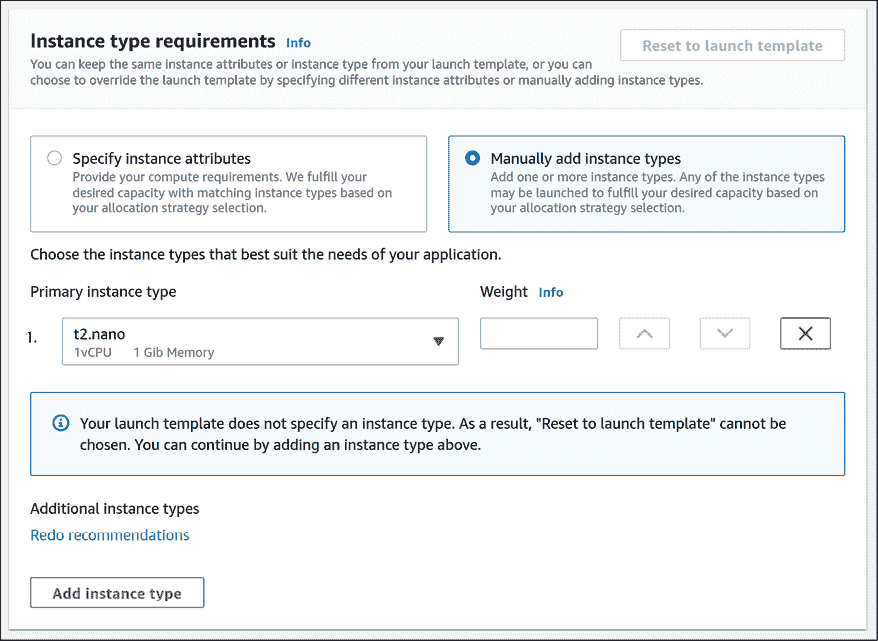 Instance type requirements Info
Reset to launch template
You can keep the same instance attributes or instance type from your launch template, or you can
choose to override the launch template by specifying different instance attributes or manually adding instance types.
Specify instance attributes
Provide your compute requirements. We fulfill your
desired capacity with matching instance types based on
your allocation strategy selection.
Manually add instance types
Add one or more instance types. Any of the instance types
may be launched to fulfill your desired capacity based on
your allocation strategy selection.
Choose the instance types that best suit the needs of your application.
Primary instance type
Weight Info
1.
t2.nano
1vCPU 1 Gib Memory
Your launch template does not specify an instance type. As a result, "Reset to launch template" cannot be
chosen. You can continue by adding an instance type above.
Additional instance types
Redo recommendations
Add instance type